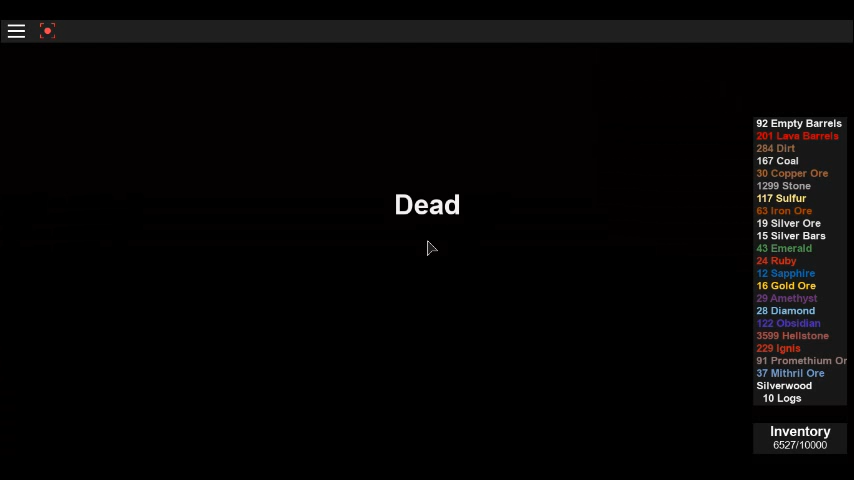 Dead
92 Empty Barrels
201 Lava Barrels
284 Dirt
167 Coal
30 Copper Ore
1299 Stone
117 Sulfur
63 Iron Ore
19 Silver Ore
15 Silver Bars
43 Emerald
24 Ruby
12 Sapphire
16 Gold Ore
29 Amethyst
28 Diamond
122 Obsidian
3599 Hellstone
229 Ignis
91 Promethium Or
37 Mithril Ore
Silverwood
10 Logs
Inventory
6527/10000